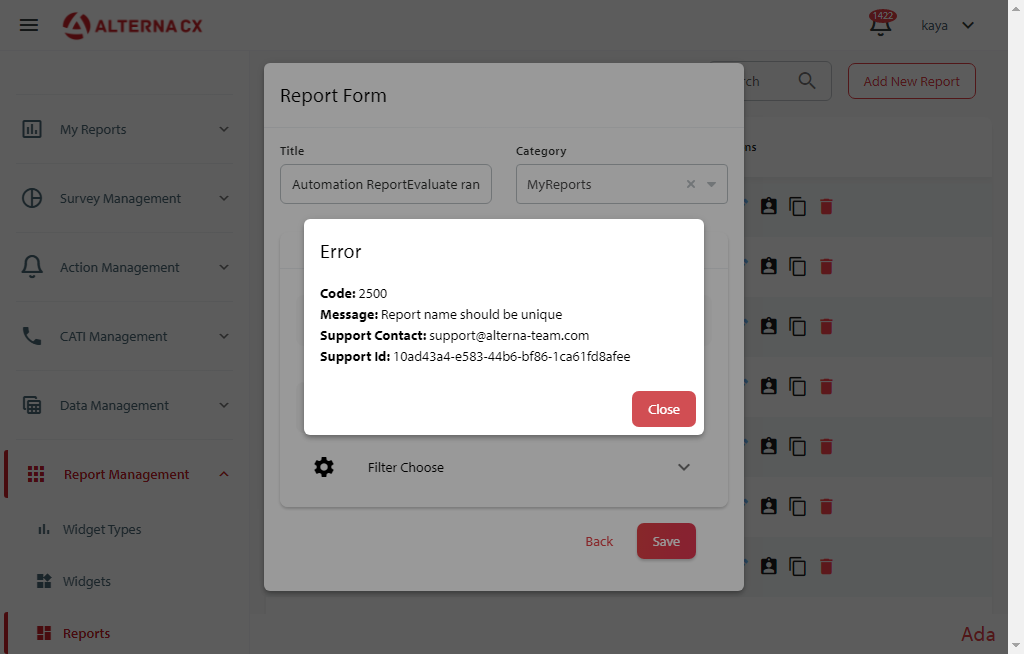 ALTERNA CX
1422
kaya
rch
Add New Report
My Reports
Survey Management
Action Management
CATI Management
Data Management
Report Management
Widget Types
Widgets
Reports
Report Form
Title
Category
Automation ReportEvaluate ran
MyReports
ns
Error
Code: 2500
Message: Report name should be unique
Support Contact: support@alterna-team.com
Support Id: 10ad43a4-e583-44b6-bf86-1ca61fd8afee
Close
Filter Choose
Back
Save
Ada